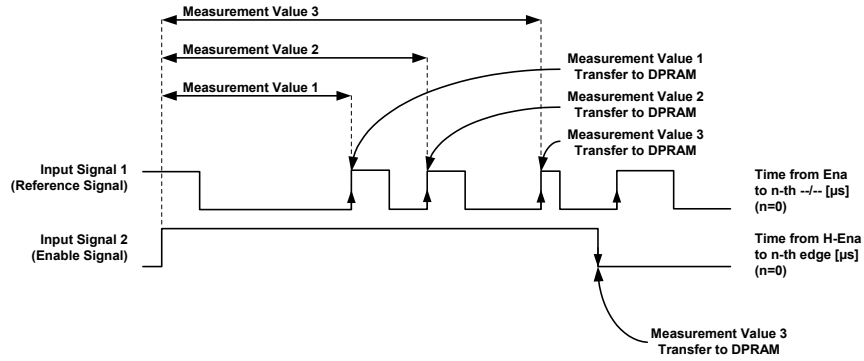 Measurement Value 3
Measurement Value 2
Measurement Value 1
Measurement Value 1
Transfer to DPRAM
Measurement Value 2
Transfer to DPRAM
Measurement Value 3
Transfer to DPRAM
Input Signal 1
(Reference Signal)
Time from Ena
to n-th --/-- [µs]
(n=0)
Input Signal 2
(Enable Signal)
Time from H-Ena
to n-th edge [µs]
(n=0)
Measurement Value 3
Transfer to DPRAM